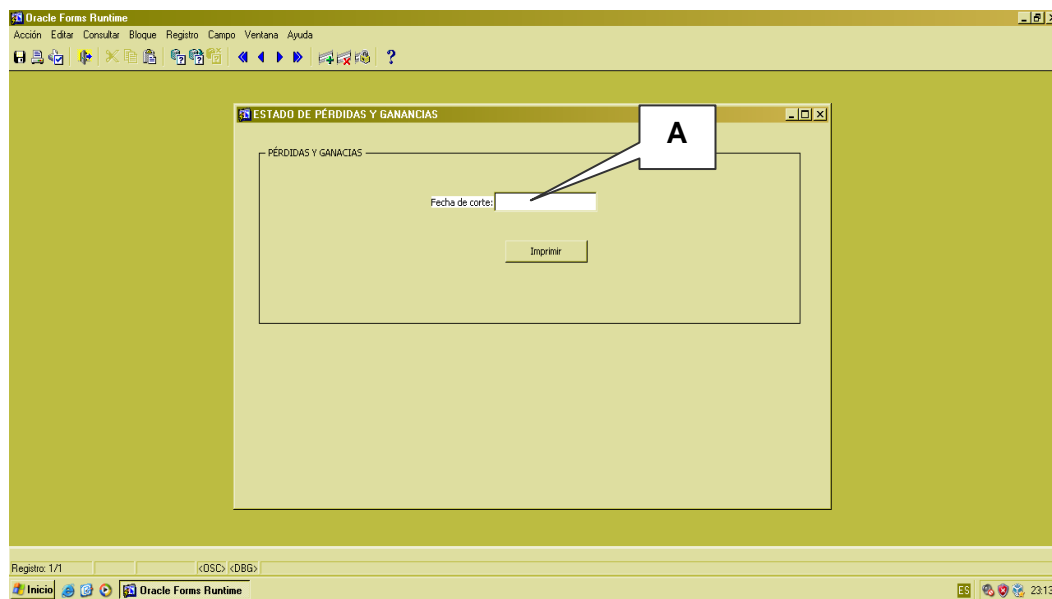 Oracle Forms Runtime
Acción Editar Consultar Bloque Registro Campo Ventana Ayuda
ESTADO DE PÉRDIDAS Y GANANCIAS
A
PÉRDIDAS Y GANACIAS
Fecha de corte:
Imprimir
Registro: 1/1 <OSC> <DBG>
Inicio Oracle Forms Runtime ES 23:13